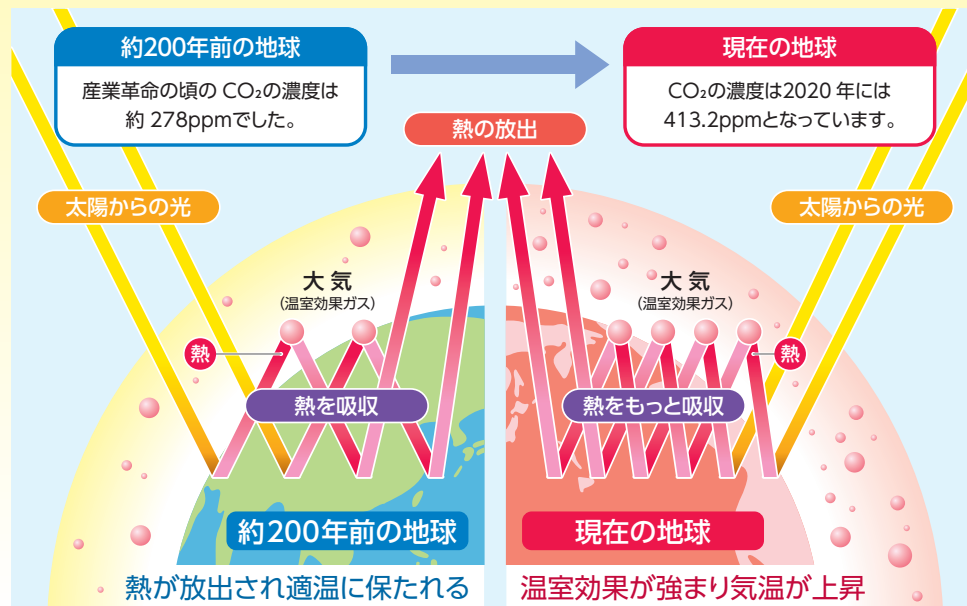 約200年前の地球
産業革命の頃の CO₂の濃度は
約 278ppmでした。
現在の地球
CO₂の濃度は2020 年には
413.2ppmとなっています。
熱の放出
太陽からの光
太陽からの光
大 気
(温室効果ガス)
大 気
(温室効果ガス)
熱
熱
熱を吸収
熱をもっと吸収
約200年前の地球
現在の地球
熱が放出され適温に保たれる
温室効果が強まり気温が上昇